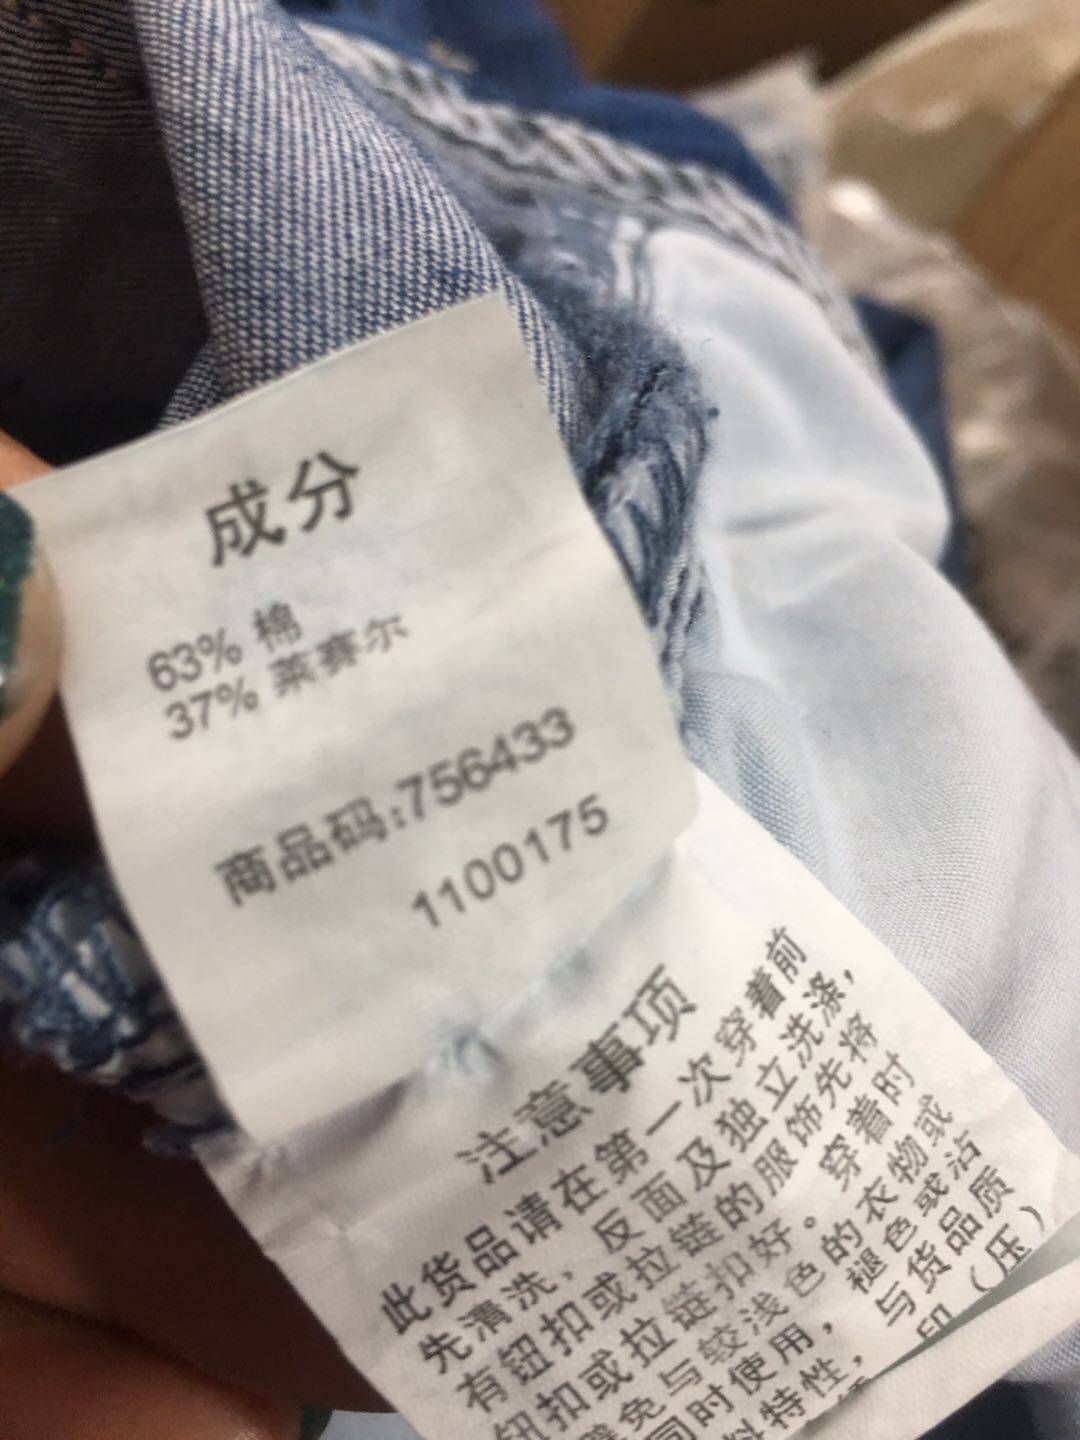 成分
63% 棉
37% 莱赛尔
商品码:756433
1100175
注意事项
此货品请在第一次穿着前
先清洗，反面及独立洗涤，
有钮扣或拉链的服饰先将
钮扣或拉链扣好。穿着时
避免与较浅色的衣物或
同时使用，褪色或沾
料特性，与货品质
印（压）